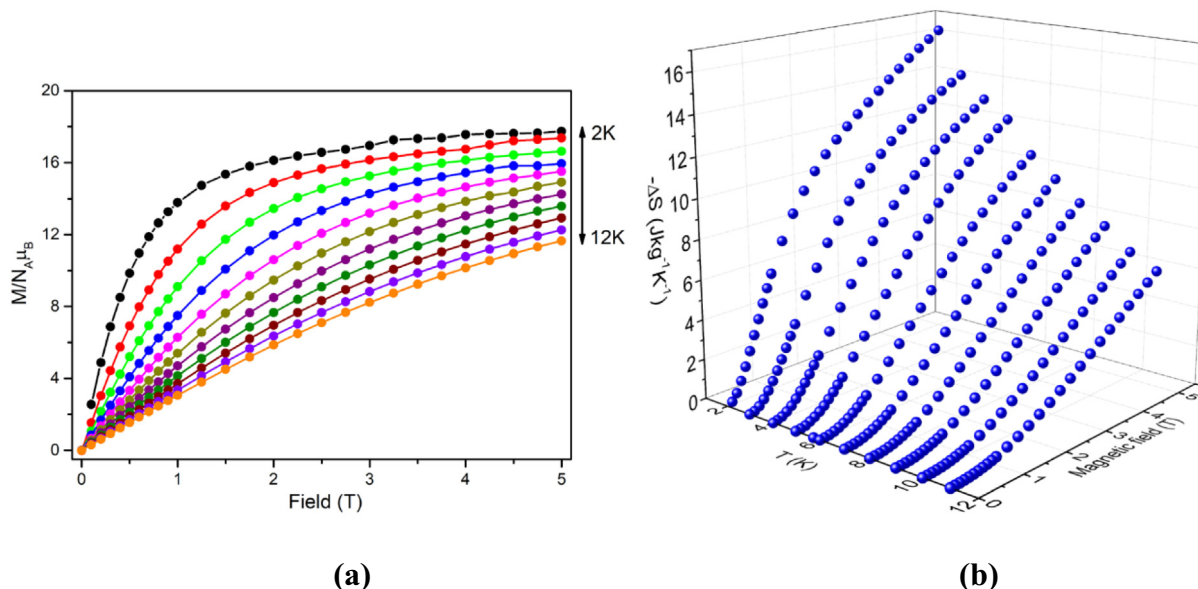 20
16
12
8
4
0
M/N_Aμ_B
0 1 2 3 4 5
Field (T)
2K
12K
(a)
16
14
12
10
8
6
4
2
0
-ΔS (Jkg⁻¹K⁻¹)
2 4 6 8 10 12
T (K)
0 1 2 3 4 5
Magnetic field (T)
(b)